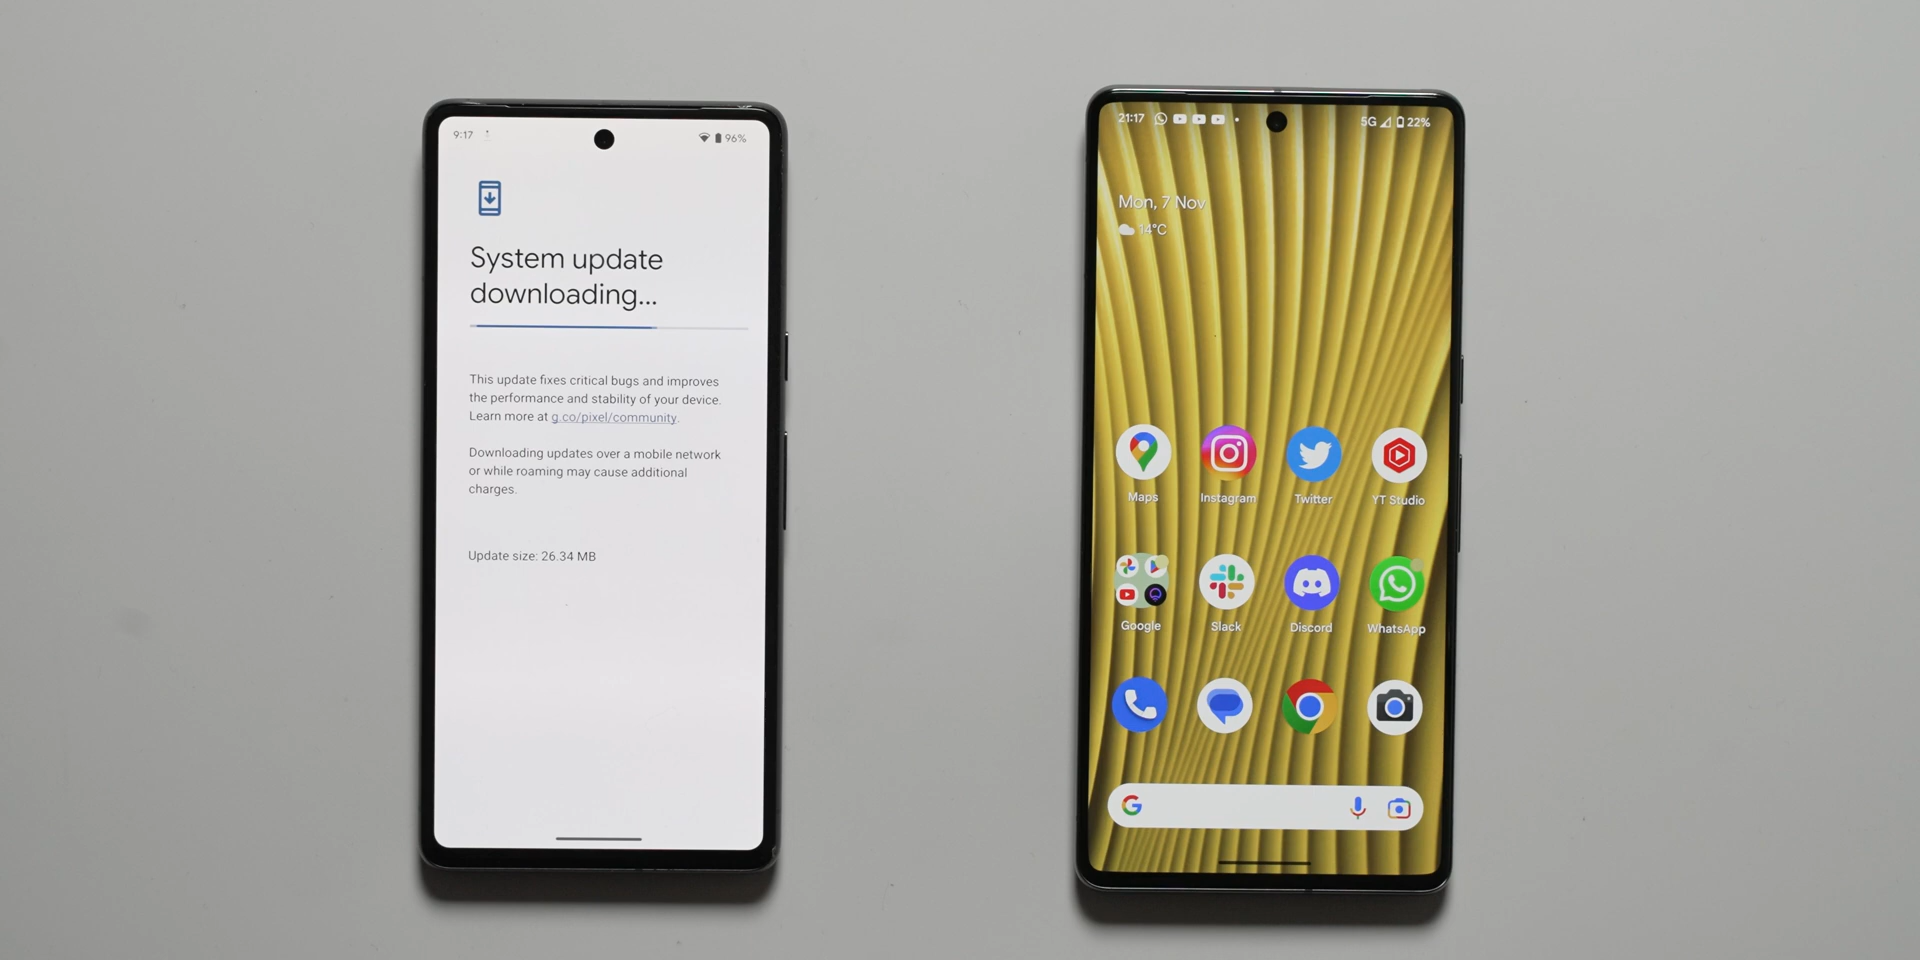 9:17
96%
System update
downloading...
This update fixes critical bugs and improves
the performance and stability of your device.
Learn more at g.co/pixel/community.
Downloading updates over a mobile network
or while roaming may cause additional
charges.
Update size: 26.34 MB
21:17
5G 22%
Mon, 7 Nov
14°C
Maps Instagram Twitter YT Studio
Google Slack Discord WhatsApp